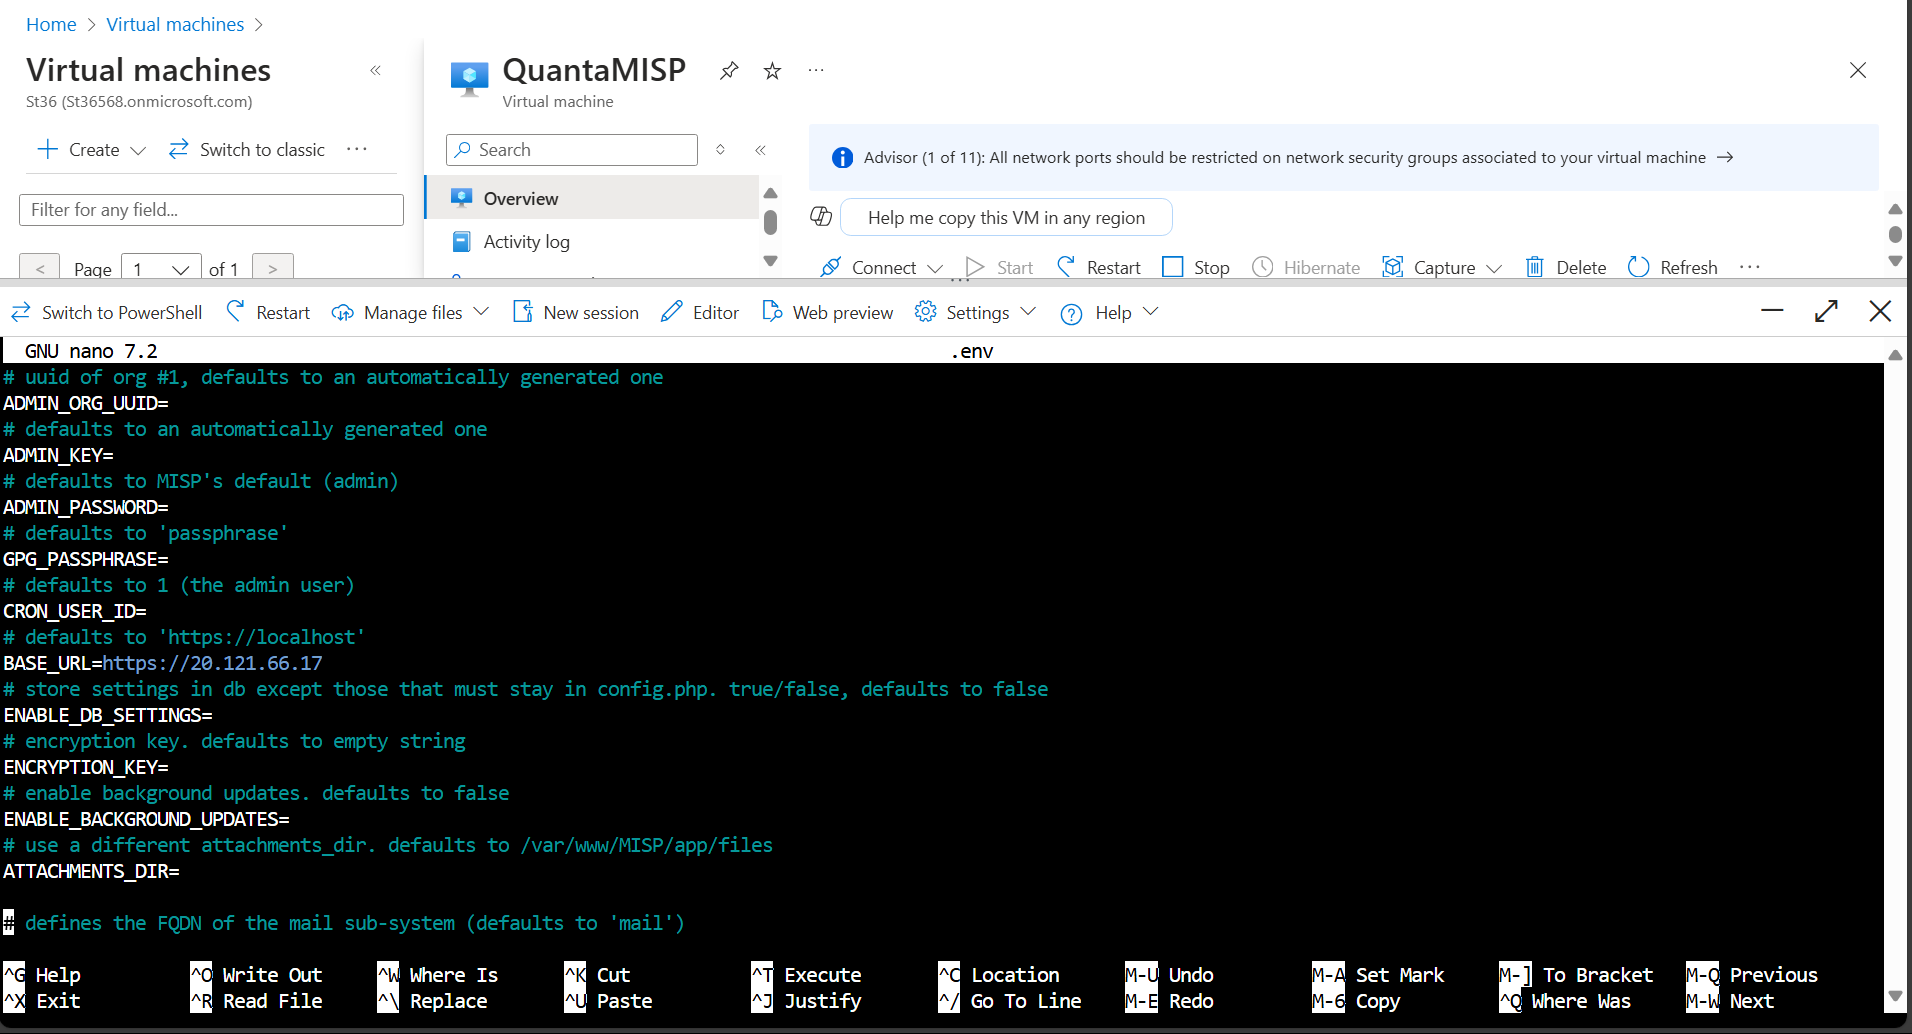 Home > Virtual machines >
Virtual machines
St36 (St36568.onmicrosoft.com)
Create
Switch to classic
Filter for any field...
< Page 1 of 1 >
QuantaMISP
Virtual machine
Search
Overview
Activity log
Advisor (1 of 11): All network ports should be restricted on network security groups associated to your virtual machine →
Help me copy this VM in any region
Connect Start Restart Stop Hibernate Capture Delete Refresh
Switch to PowerShell Restart Manage files New session Editor Web preview Settings Help
GNU nano 7.2 .env
# uuid of org #1, defaults to an automatically generated one
ADMIN_ORG_UUID=
# defaults to an automatically generated one
ADMIN_KEY=
# defaults to MISP's default (admin)
ADMIN_PASSWORD=
# defaults to 'passphrase'
GPG_PASSPHRASE=
# defaults to 1 (the admin user)
CRON_USER_ID=
# defaults to 'https://localhost'
BASE_URL=https://20.121.66.17
# store settings in db except those that must stay in config.php. true/false, defaults to false
ENABLE_DB_SETTINGS=
# encryption key. defaults to empty string
ENCRYPTION_KEY=
# enable background updates. defaults to false
ENABLE_BACKGROUND_UPDATES=
# use a different attachments_dir. defaults to /var/www/MISP/app/files
ATTACHMENTS_DIR=
# defines the FQDN of the mail sub-system (defaults to 'mail')
^G Help ^O Write Out ^W Where Is ^K Cut ^T Execute ^C Location M-U Undo M-A Set Mark M-] To Bracket M-Q Previous
^X Exit ^R Read File ^\ Replace ^U Paste ^J Justify ^/ Go To Line M-E Redo M-6 Copy ^Q Where Was M-W Next